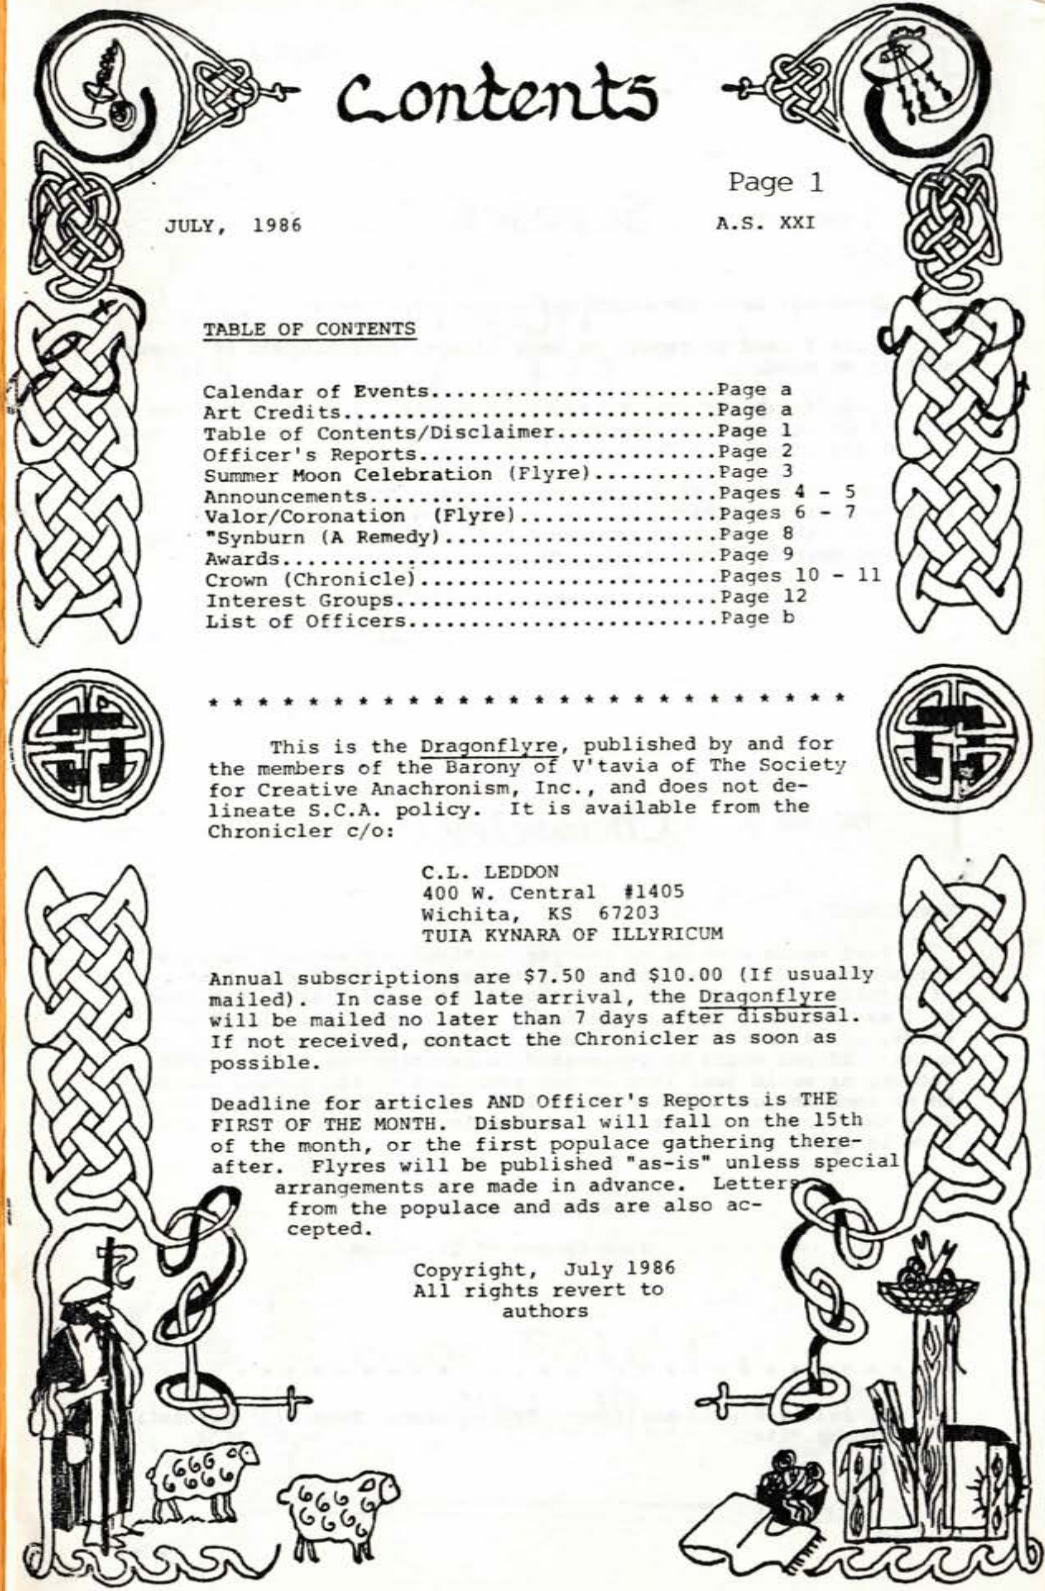 Contents
Page 1
JULY, 1986 A.S. XXI
TABLE OF CONTENTS
Calendar of Events.......................Page a
Art Credits..............................Page a
Table of Contents/Disclaimer.............Page 1
Officer's Reports........................Page 2
Summer Moon Celebration (Flyre)..........Page 3
Announcements............................Pages 4 - 5
Valor/Coronation (Flyre)................Pages 6 - 7
"Synburn (A Remedy)......................Page 8
Awards...................................Page 9
Crown (Chronicle)........................Pages 10 - 11
Interest Groups..........................Page 12
List of Officers.........................Page b
* * * * * * * * * * * * * * * * * * * * * * * * * *
This is the Dragonflyre, published by and for
the members of the Barony of V'tavia of The Society
for Creative Anachronism, Inc., and does not de-
lineate S.C.A. policy. It is available from the
Chronicler c/o:
C.L. LEDDON
400 W. Central #1405
Wichita, KS 67203
TUIA KYNARA OF ILLYRICUM
Annual subscriptions are $7.50 and $10.00 (If usually
mailed). In case of late arrival, the Dragonflyre
will be mailed no later than 7 days after disbursal.
If not received, contact the Chronicler as soon as
possible.
Deadline for articles AND Officer's Reports is THE
FIRST OF THE MONTH. Disbursal will fall on the 15th
of the month, or the first populace gathering there-
after. Flyres will be published "as-is" unless special
arrangements are made in advance. Letters
from the populace and ads are also ac-
cepted.
Copyright, July 1986
All rights revert to
authors